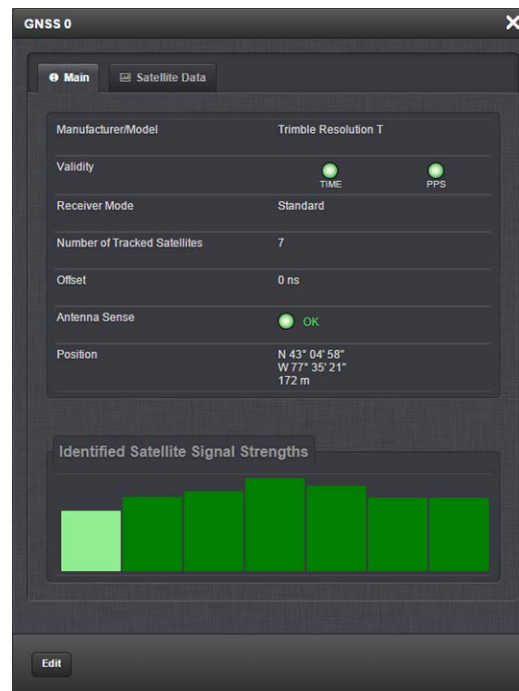 GNSS 0
Main
Satellite Data
Manufacturer/Model Trimble Resolution T
Validity
TIME PPS
Receiver Mode Standard
Number of Tracked Satellites 7
Offset 0 ns
Antenna Sense OK
Position N 43° 04' 58"
W 77° 35' 21"
172 m
Identified Satellite Signal Strengths
Edit